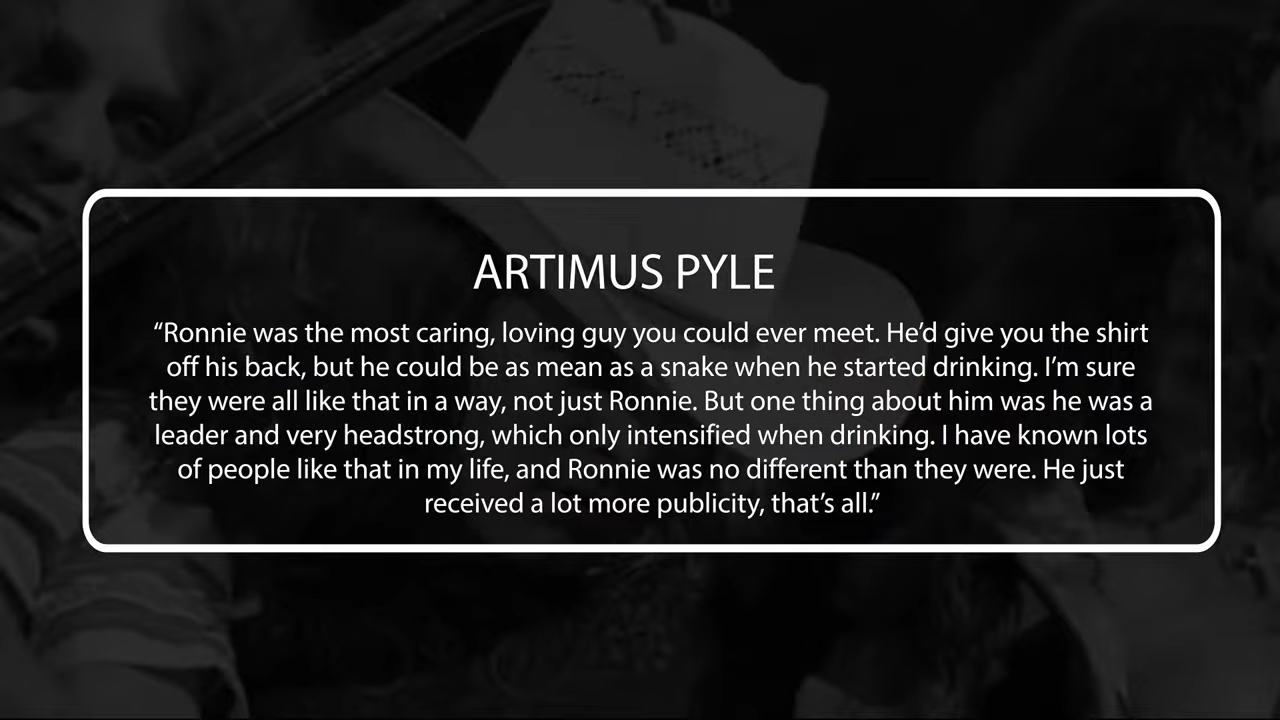 ARTIMUS PYLE
“Ronnie was the most caring, loving guy you could ever meet. He’d give you the shirt
off his back, but he could be as mean as a snake when he started drinking. I’m sure
they were all like that in a way, not just Ronnie. But one thing about him was he was a
leader and very headstrong, which only intensified when drinking. I have known lots
of people like that in my life, and Ronnie was no different than they were. He just
received a lot more publicity, that’s all.”